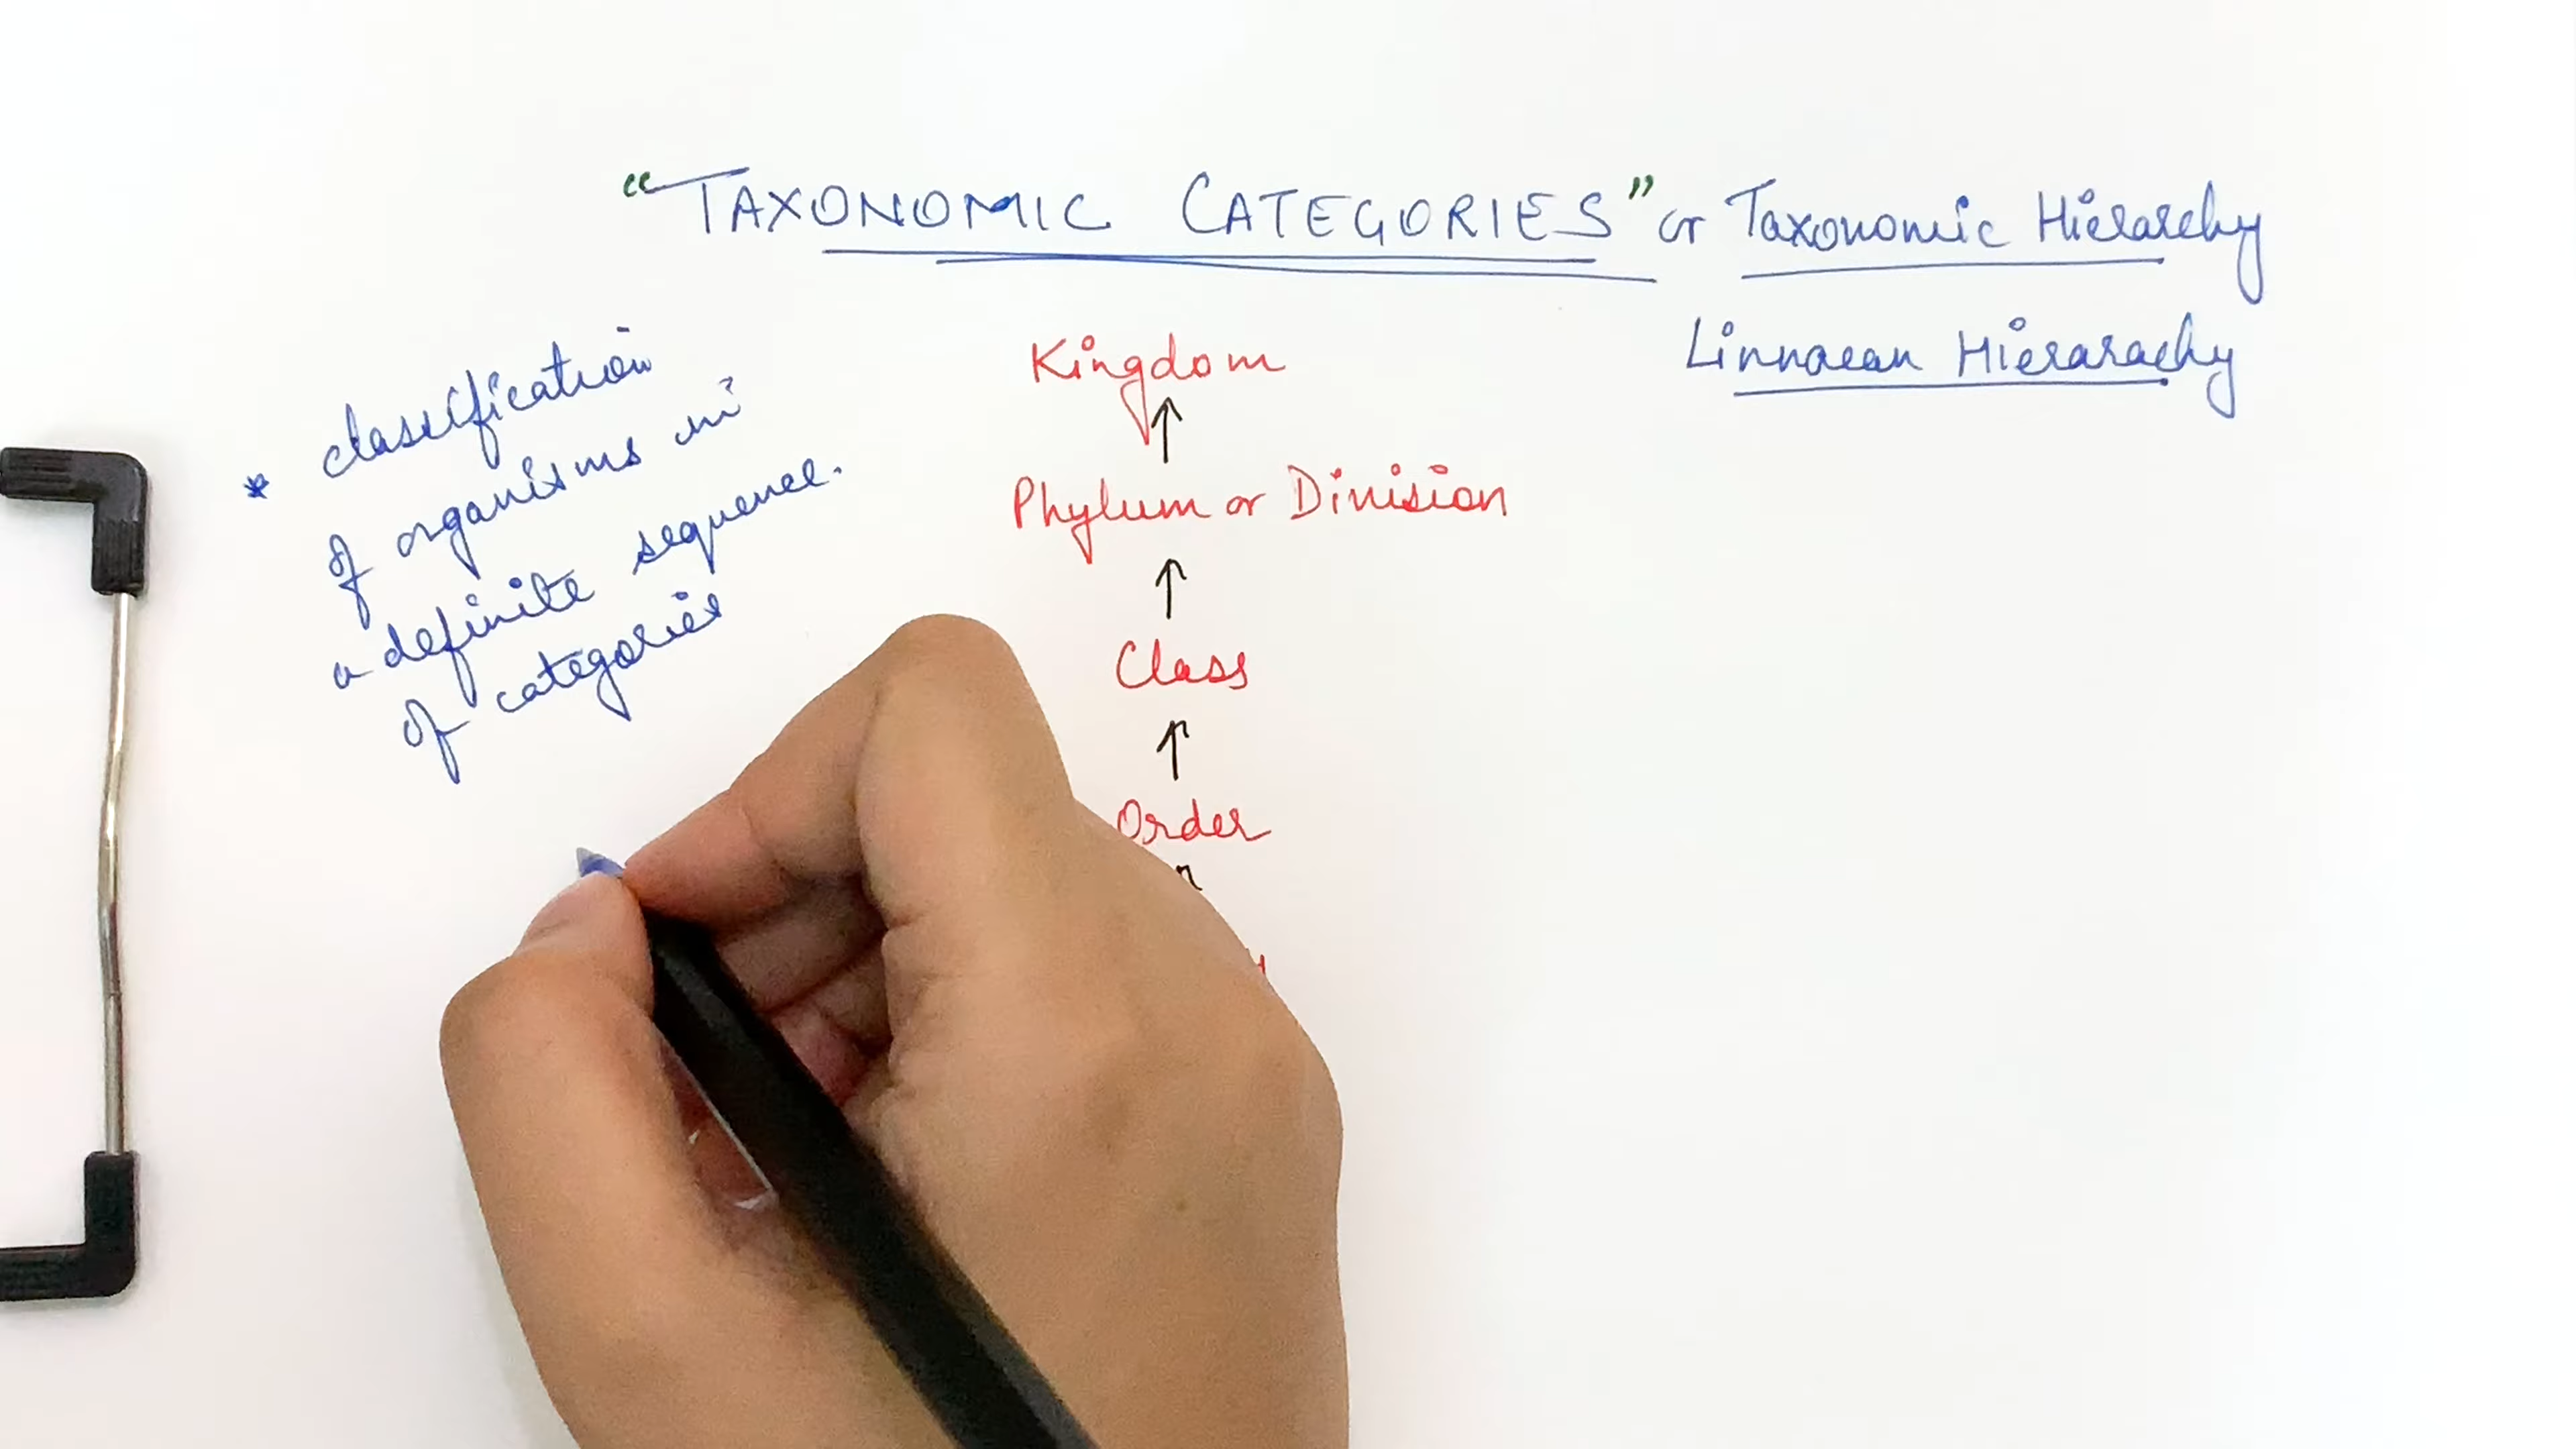 “TAXONOMIC CATEGORIES” or Taxonomic Hierarchy
Linnaean Hierarachy
Kingdom
↑
Phylum or Division
↑
Class
↑
Order
* classification
of organisms in
a definite sequence.
of categories